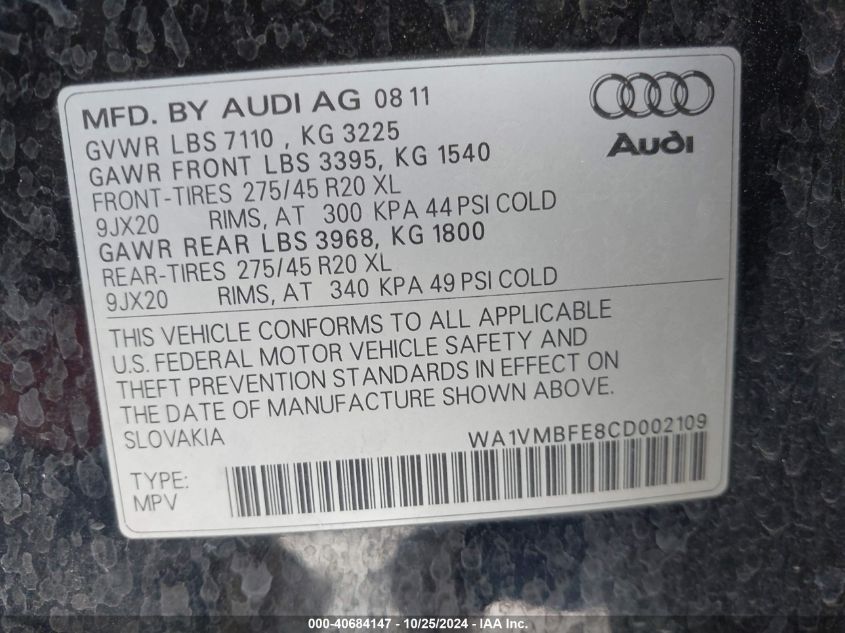 MFD. BY AUDI AG 08 11
GVWR LBS 7110 , KG 3225
GAWR FRONT LBS 3395, KG 1540
FRONT-TIRES 275/45 R20 XL
9JX20 RIMS, AT 300 KPA 44 PSI COLD
GAWR REAR LBS 3968, KG 1800
REAR-TIRES 275/45 R20 XL
9JX20 RIMS, AT 340 KPA 49 PSI COLD
Audi
THIS VEHICLE CONFORMS TO ALL APPLICABLE
U.S. FEDERAL MOTOR VEHICLE SAFETY AND
THEFT PREVENTION STANDARDS IN EFFECT ON
THE DATE OF MANUFACTURE SHOWN ABOVE.
SLOVAKIA WA1VMBFE8CD002109
TYPE:
MPV
000-40684147 - 10/25/2024 - IAA Inc.